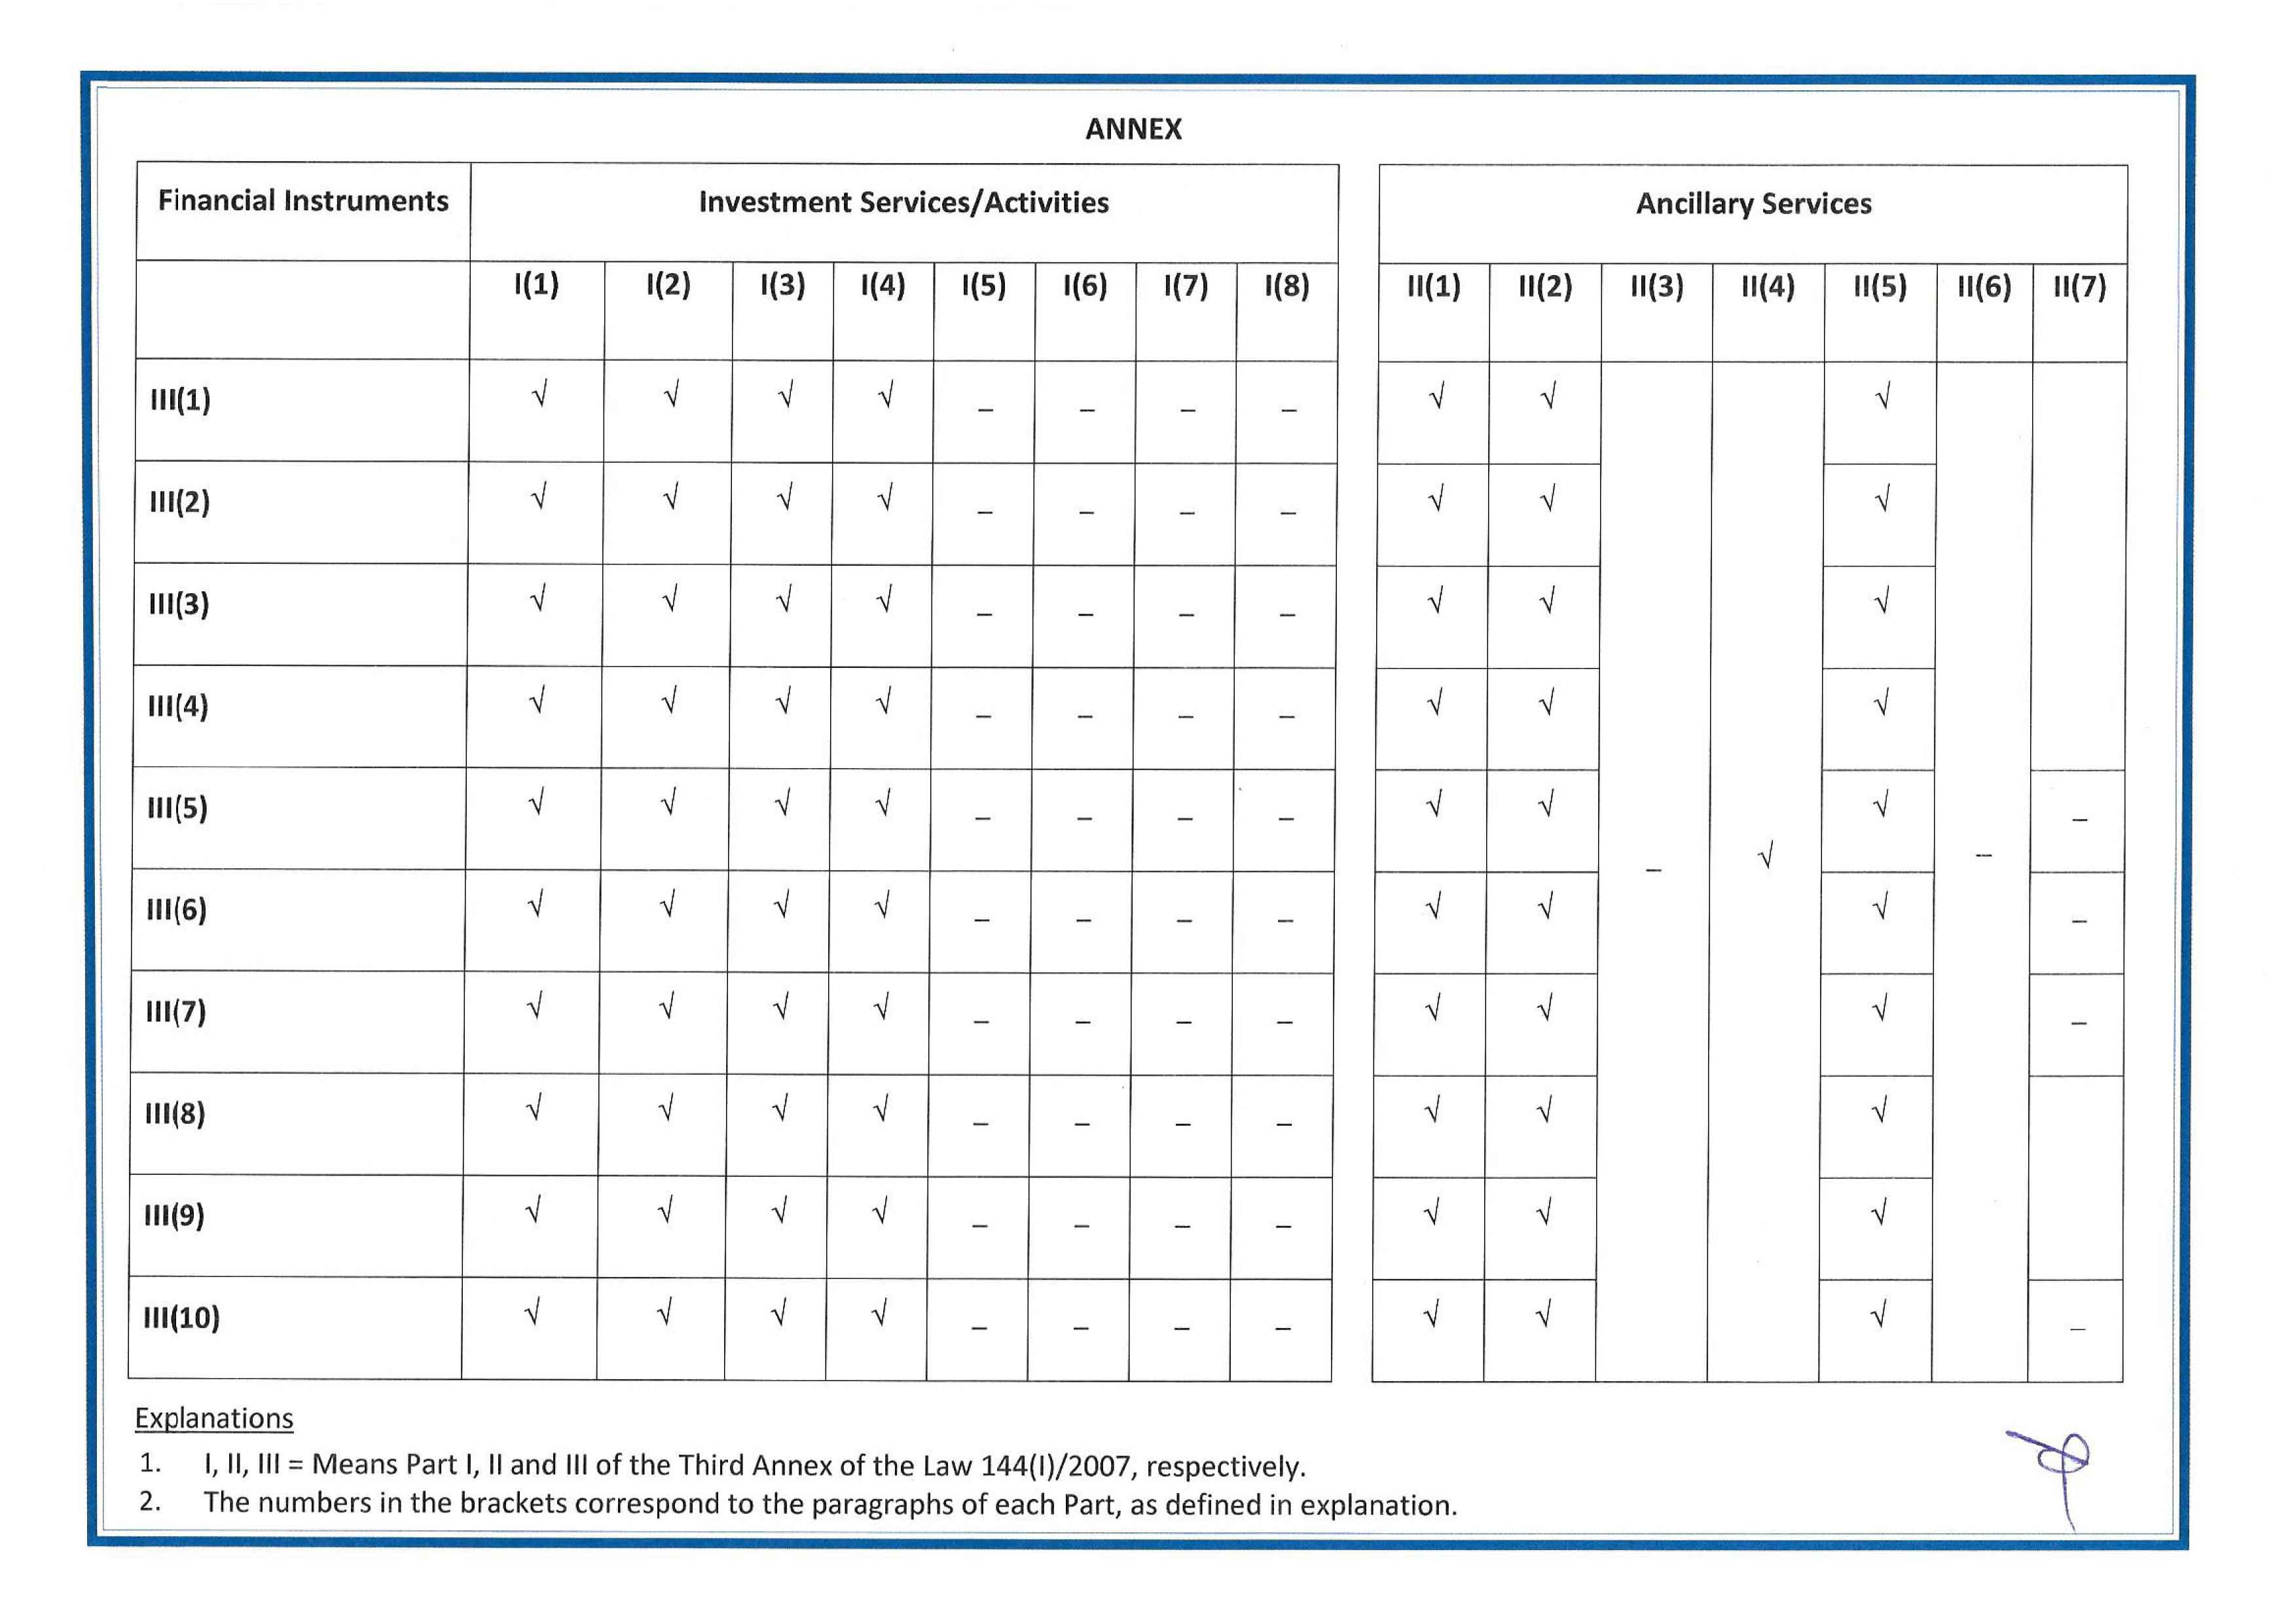 ANNEX
Financial Instruments Investment Services/Activities Ancillary Services
I(1) I(2) I(3) I(4) I(5) I(6) I(7) I(8) II(1) II(2) II(3) II(4) II(5) II(6) II(7)
III(1) √ √ √ √ – – – – √ √ √
III(2) √ √ √ √ – – – – √ √ √
III(3) √ √ √ √ – – – – √ √ √
III(4) √ √ √ √ – – – – √ √ √
III(5) √ √ √ √ – – – – √ √ √ –
– √ –
III(6) √ √ √ √ – – – – √ √ √ –
III(7) √ √ √ √ – – – – √ √ √ –
III(8) √ √ √ √ – – – – √ √ √
III(9) √ √ √ √ – – – – √ √ √
III(10) √ √ √ √ – – – – √ √ √ –
Explanations
1. I, II, III = Means Part I, II and III of the Third Annex of the Law 144(I)/2007, respectively.
2. The numbers in the brackets correspond to the paragraphs of each Part, as defined in explanation.